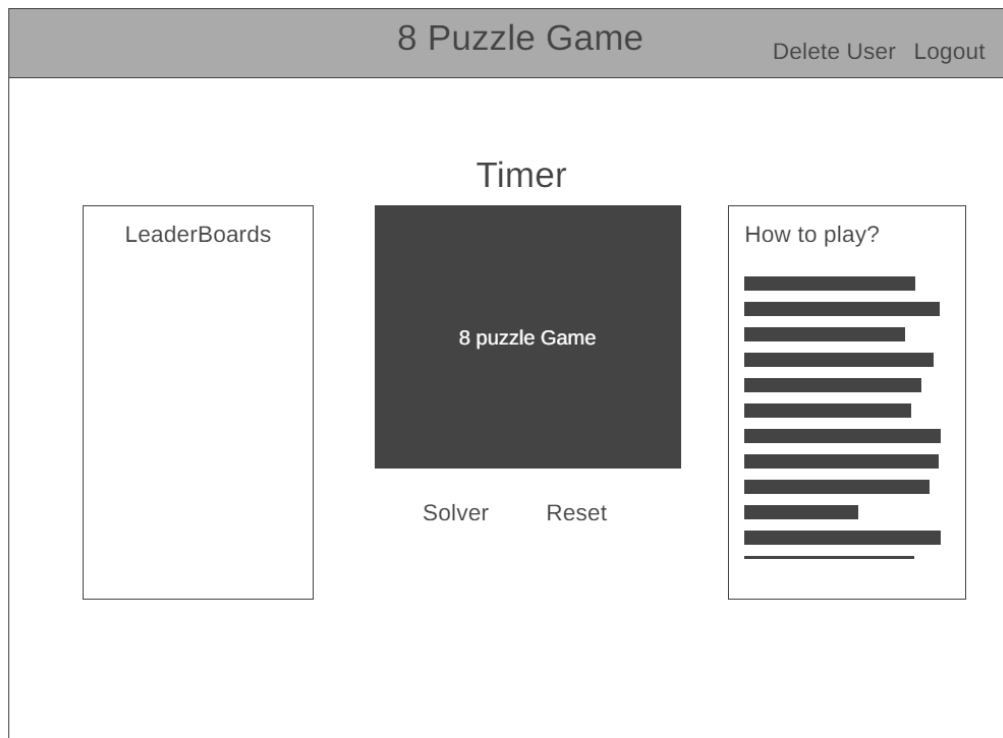 8 Puzzle Game
Delete User Logout
Timer
LeaderBoards
8 puzzle Game
Solver Reset
How to play?